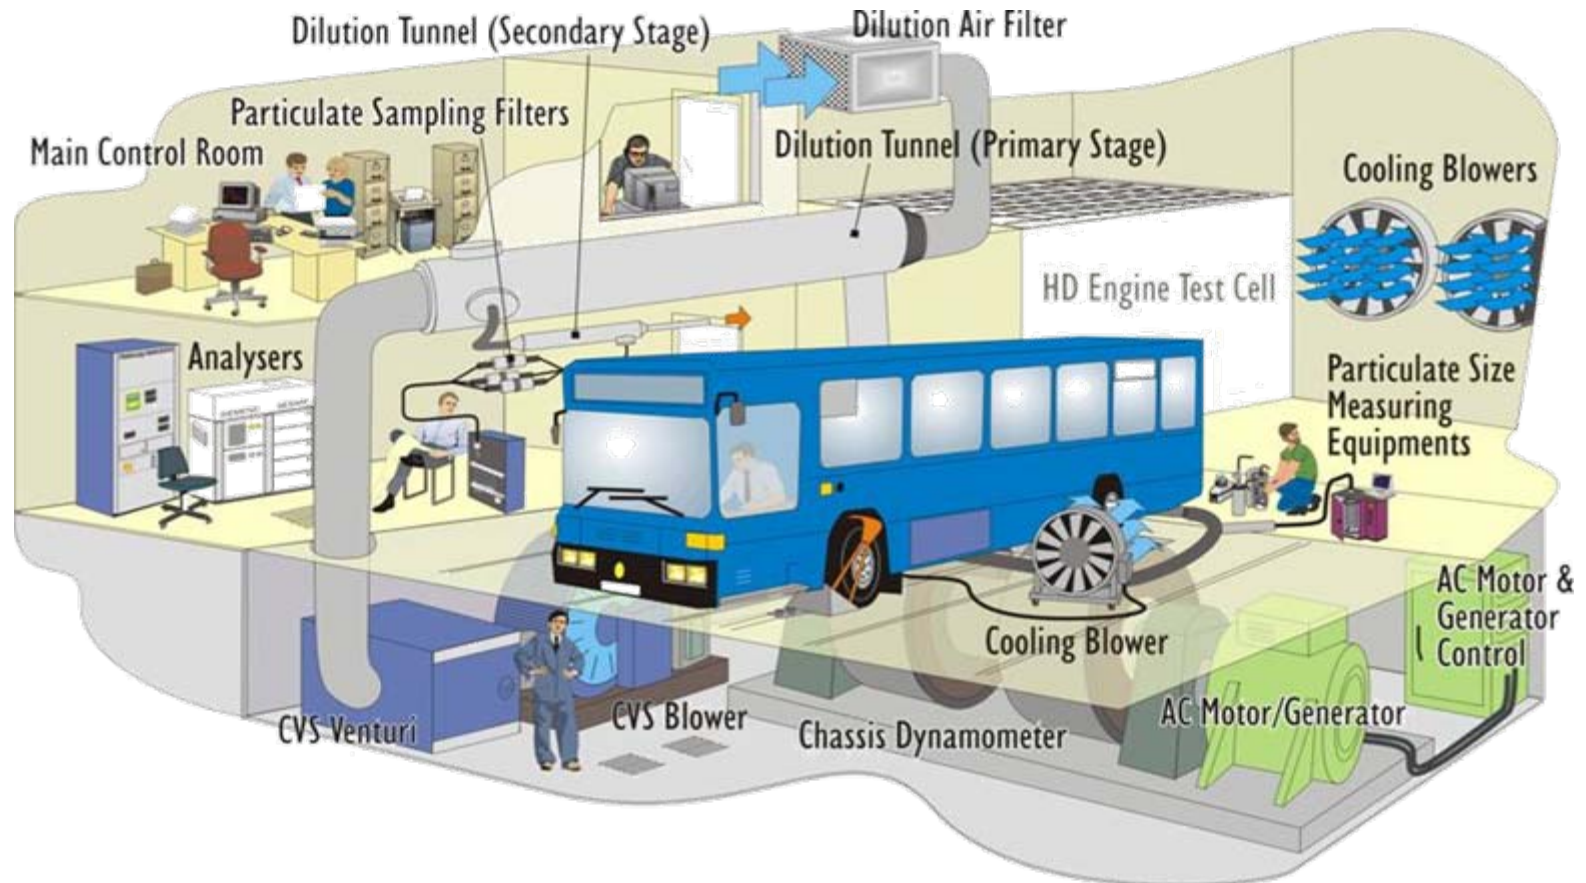 Dilution Tunnel (Secondary Stage)
Dilution Air Filter
Particulate Sampling Filters
Main Control Room
Dilution Tunnel (Primary Stage)
Cooling Blowers
HD Engine Test Cell
Analysers
Particulate Size
Measuring
Equipments
AC Motor &
Generator
Control
Cooling Blower
CVS Venturi
CVS Blower
Chassis Dynamometer
AC Motor/Generator